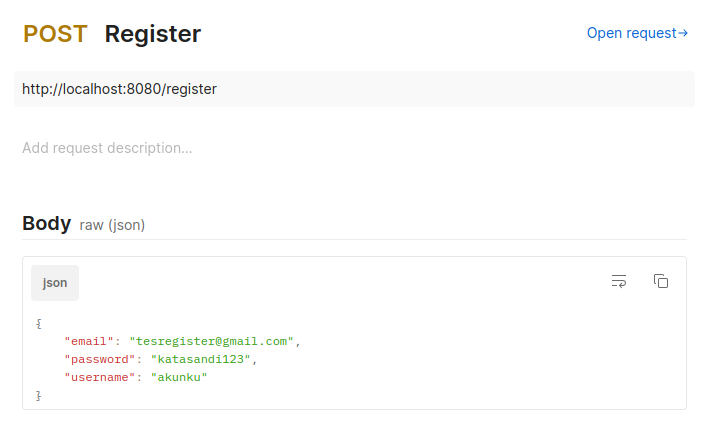 POST Register Open request→
http://localhost:8080/register
Add request description...
Body raw (json)
json
{
    "email": "tesregister@gmail.com",
    "password": "katasandi123",
    "username": "akunku"
}